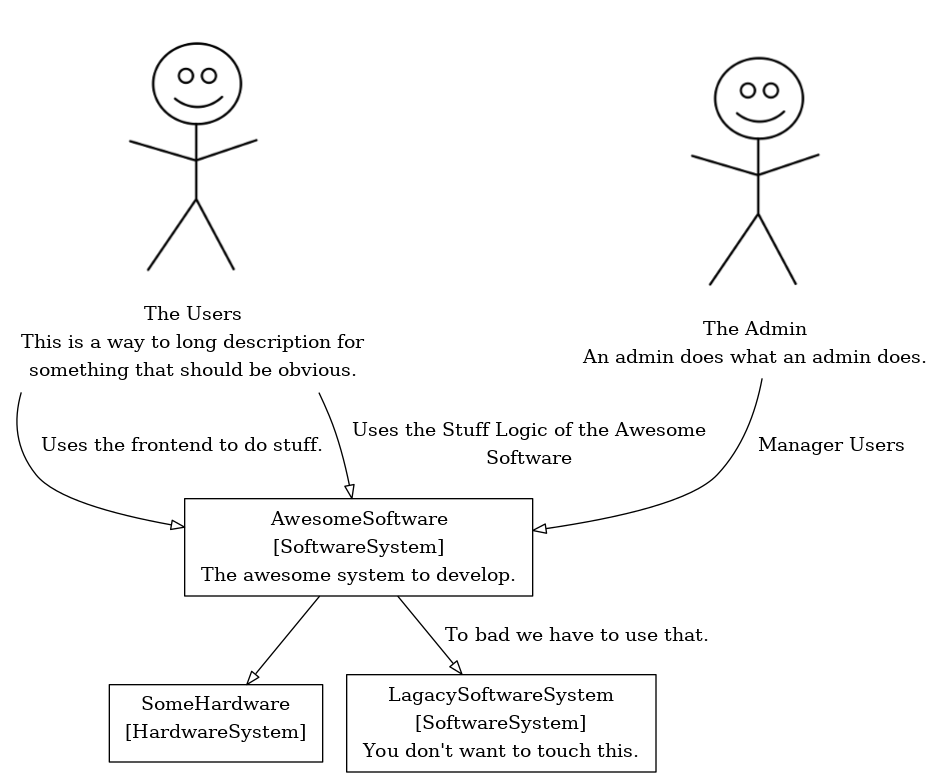 The Users
This is a way to long description for
something that should be obvious.
The Admin
An admin does what an admin does.
Uses the frontend to do stuff.
Uses the Stuff Logic of the Awesome
Software
Manager Users
AwesomeSoftware
[SoftwareSystem]
The awesome system to develop.
To bad we have to use that.
SomeHardware
[HardwareSystem]
LagacySoftwareSystem
[SoftwareSystem]
You don't want to touch this.